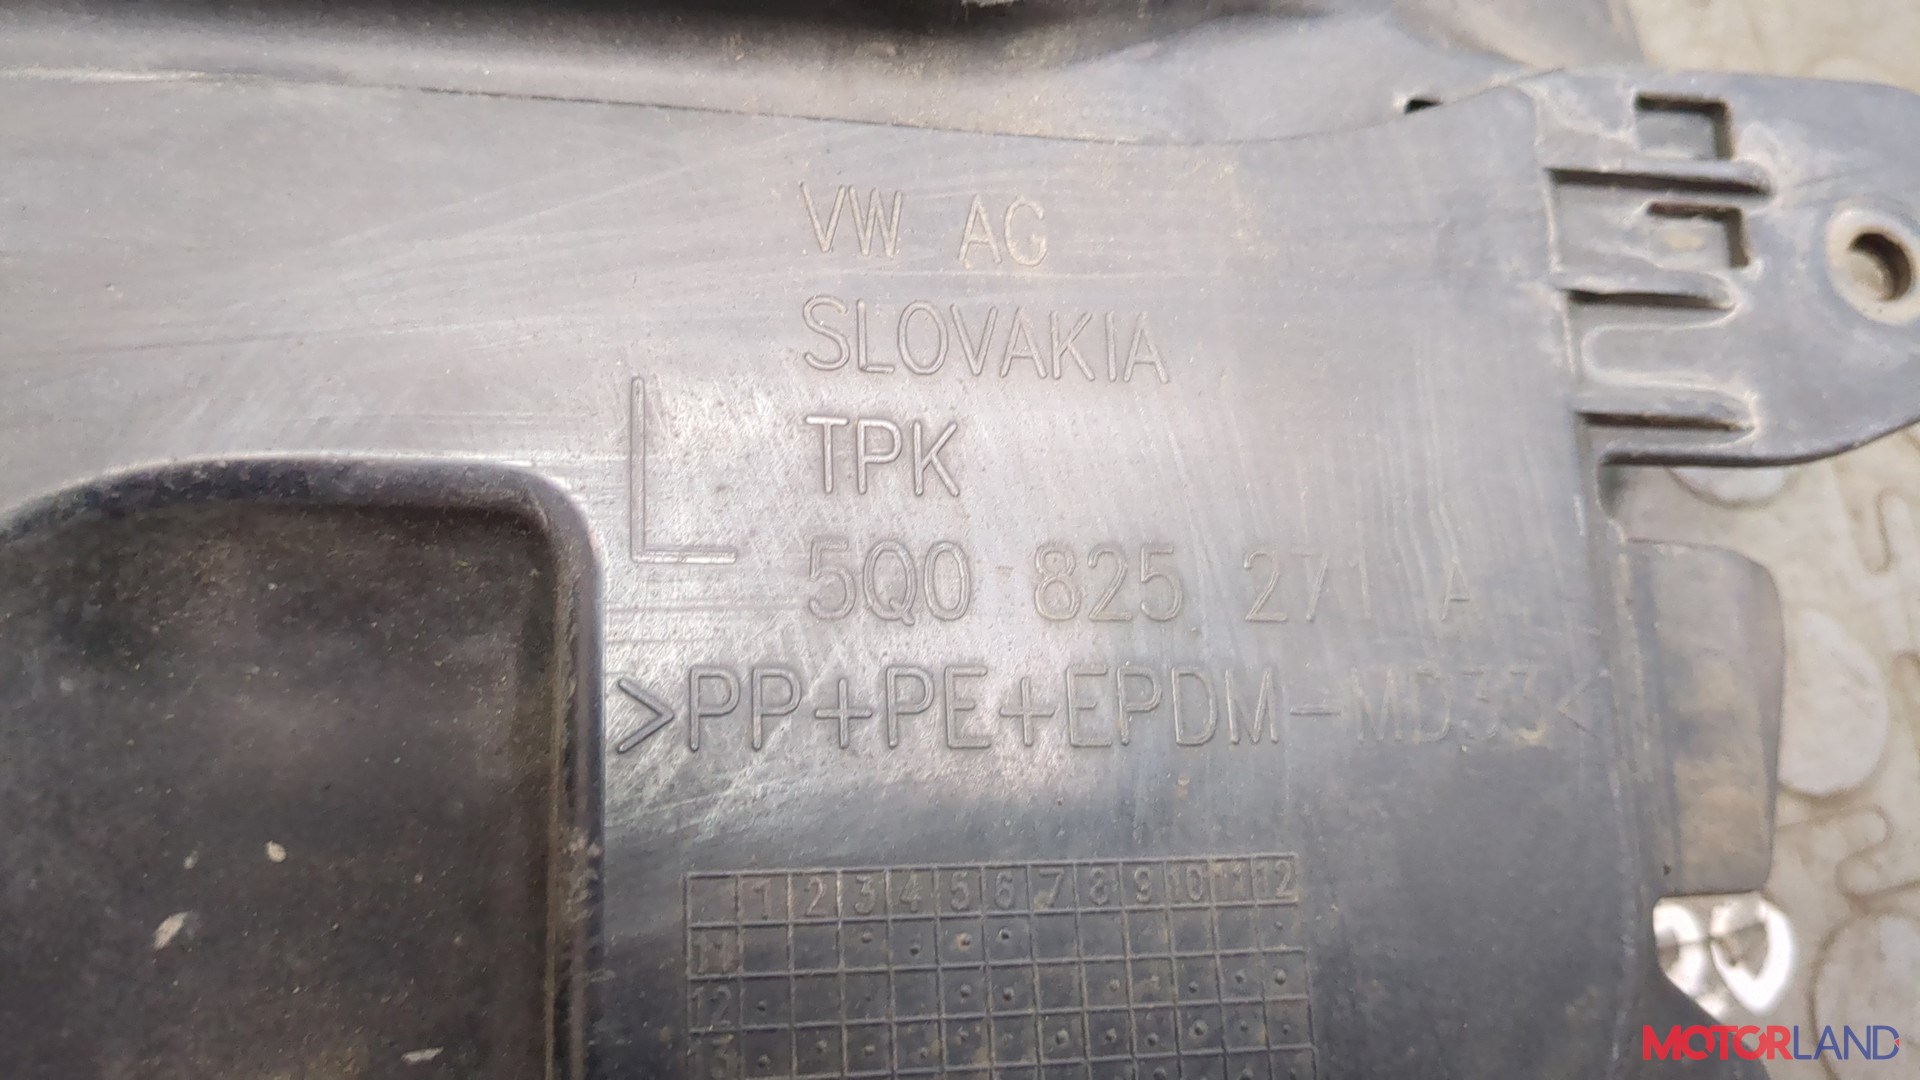 VW AG
SLOVAKIA
L TPK
5Q0 825 271 A
>PP+PE+EPDM-MD33<
1 2 3 4 5 6 7 8 9 10 11 12
11
12
13
MOTORLAND